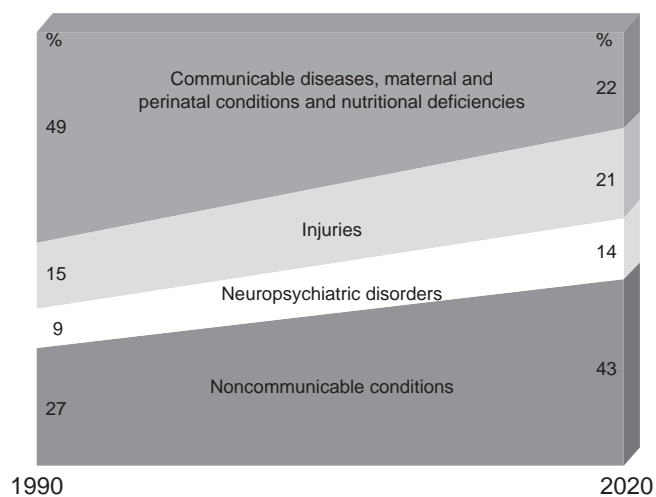 % %
Communicable diseases, maternal and
perinatal conditions and nutritional deficiencies
22
49
21
Injuries
14
15
Neuropsychiatric disorders
9
43
Noncommunicable conditions
27
1990 2020